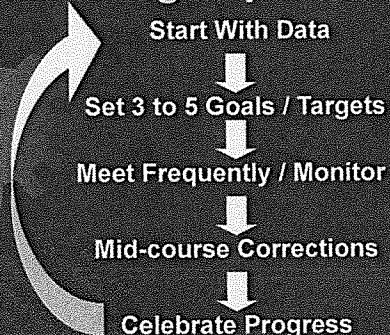 Start With Data
Set 3 to 5 Goals / Targets
Meet Frequently / Monitor
Mid-course Corrections
Celebrate Progress